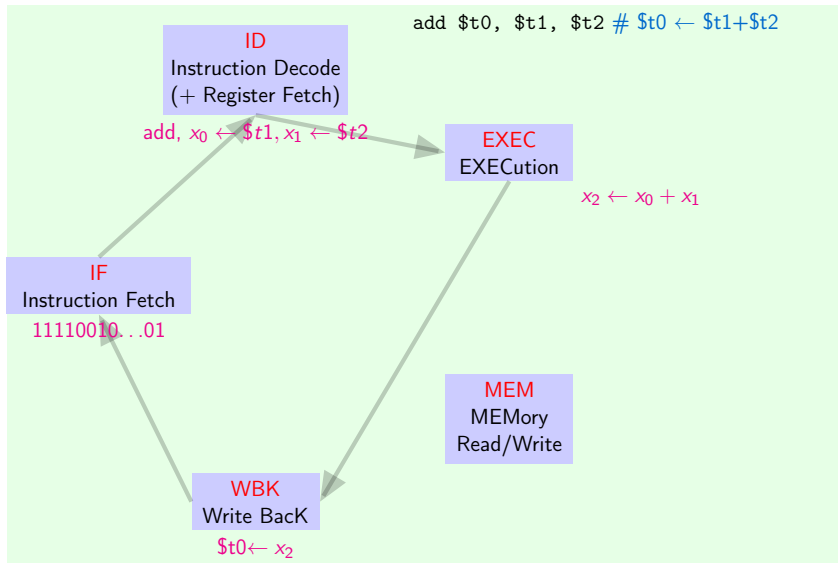 add $t0, $t1, $t2 # $t0 ← $t1+$t2
ID
Instruction Decode
(+ Register Fetch)
add, x₀ ← $t1, x₁ ← $t2
EXEC
EXECution
x₂ ← x₀ + x₁
IF
Instruction Fetch
11110010...01
MEM
MEMory
Read/Write
WBK
Write BacK
$t0← x₂